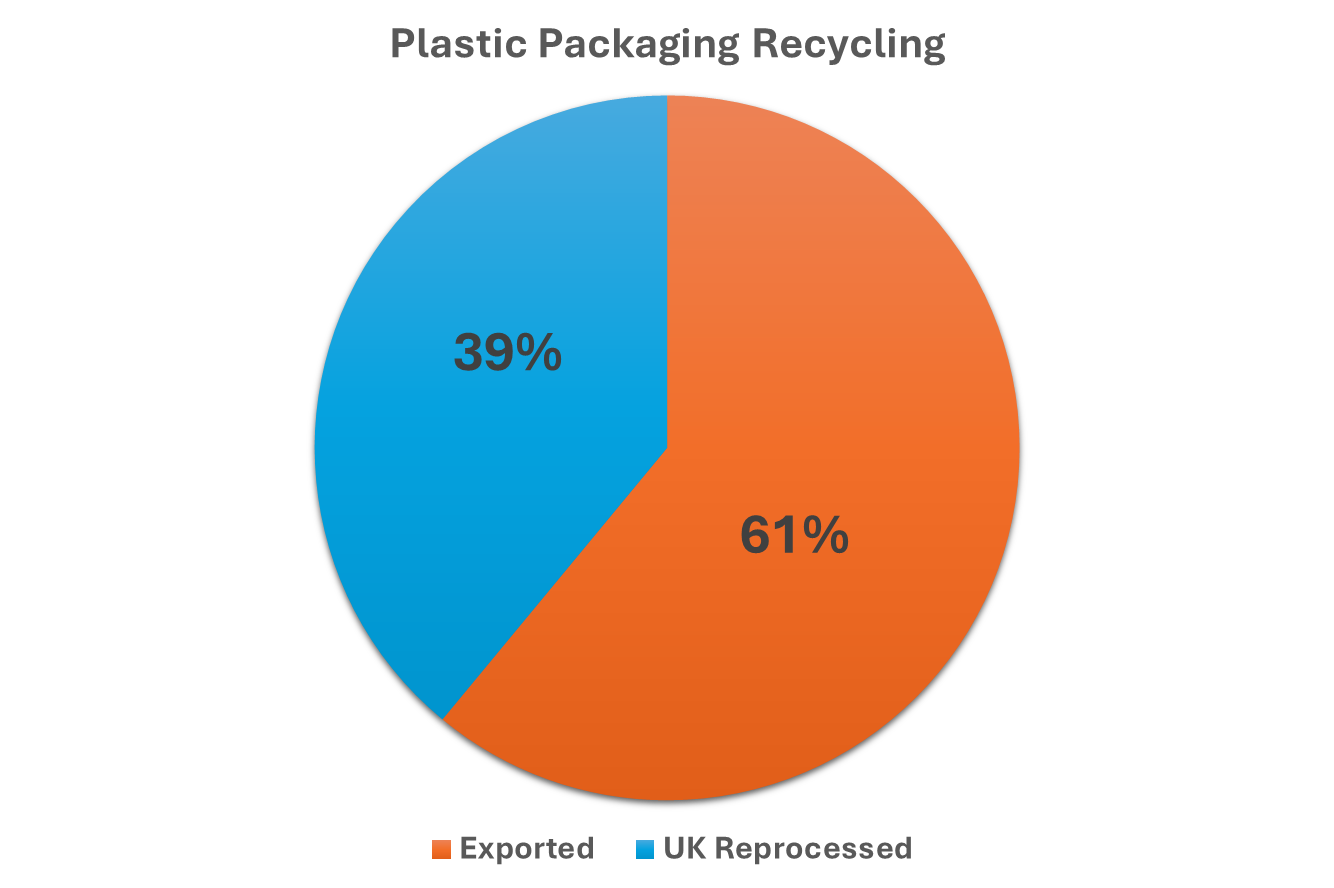 Plastic Packaging Recycling
39%
61%
Exported UK Reprocessed